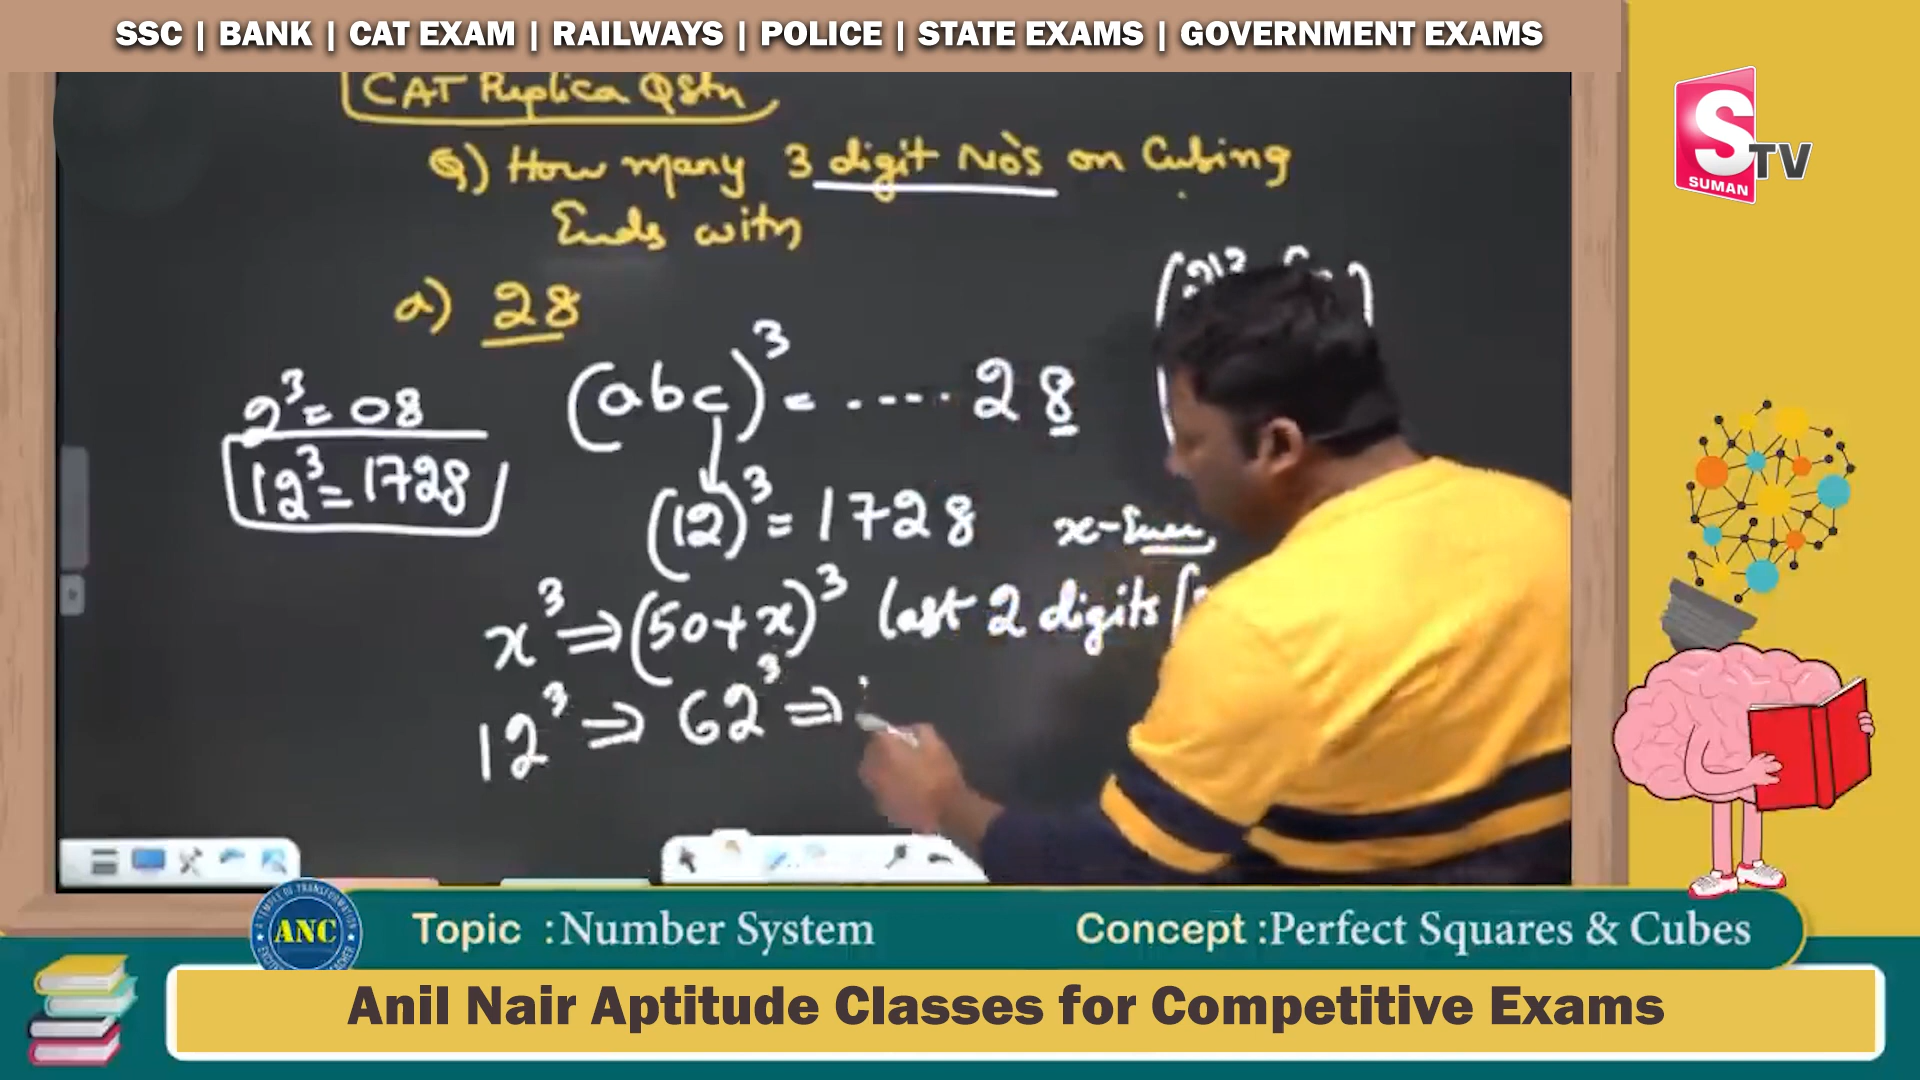 SSC | BANK | CAT EXAM | RAILWAYS | POLICE | STATE EXAMS | GOVERNMENT EXAMS
S TV
SUMAN
CAT Replica Qstn
Q) How many 3 digit No's on Cubing
Ends with
a) 28
2³ = 08
12³ = 1728
(abc)³ = ..... 28
(12)³ = 1728
x³ ⇒ (50+x)³ last 2 digits
12³ ⇒ 62³ ⇒
ANC
Topic : Number System
Concept : Perfect Squares & Cubes
Anil Nair Aptitude Classes for Competitive Exams